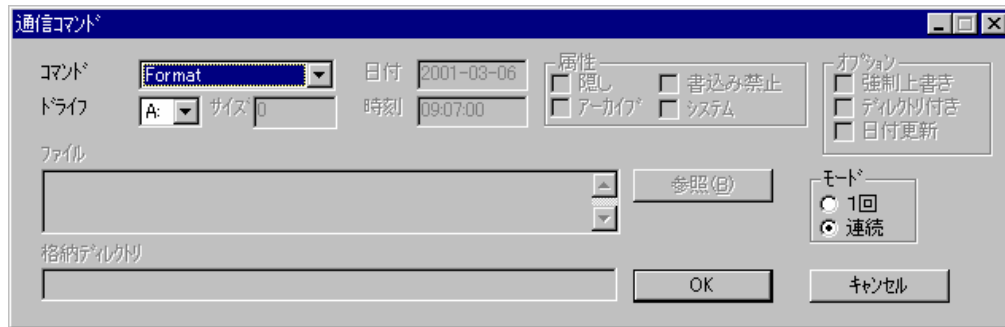 通信ｺﾏﾝﾄﾞ
ｺﾏﾝﾄﾞ Format 日付 2001-03-06
ﾄﾞﾗｲﾌ A: ｻｲｽﾞ 0 時刻 09:07:00
属性
隠し 書込み禁止
ｱｰｶｲﾌﾞ ｼｽﾃﾑ
ｵﾌﾟｼｮﾝ
強制上書き
ﾃﾞｨﾚｸﾄﾘ付き
日付更新
ﾌｧｲﾙ
参照(B)
ﾓｰﾄﾞ
1回
連続
格納ﾃﾞｨﾚｸﾄﾘ
OK ｷｬﾝｾﾙ